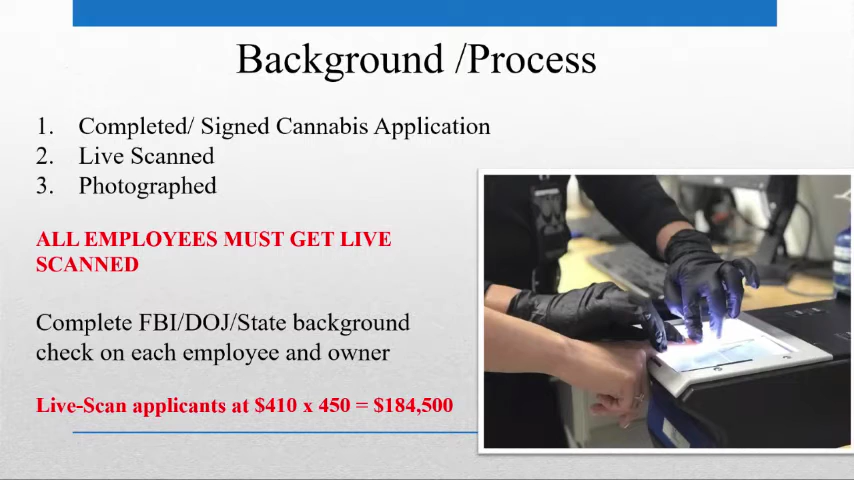 Background /Process
1. Completed/ Signed Cannabis Application
2. Live Scanned
3. Photographed
ALL EMPLOYEES MUST GET LIVE
SCANNED
Complete FBI/DOJ/State background
check on each employee and owner
Live-Scan applicants at $410 x 450 = $184,500